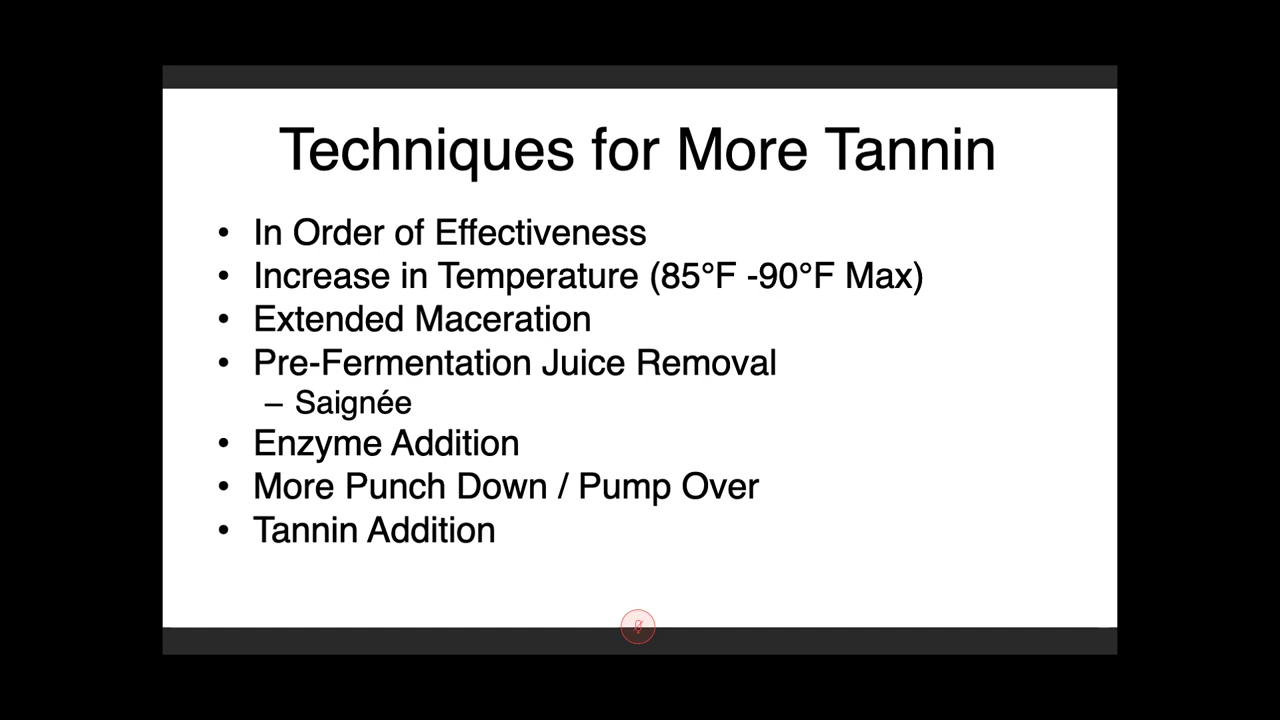 Techniques for More Tannin
• In Order of Effectiveness
• Increase in Temperature (85°F -90°F Max)
• Extended Maceration
• Pre-Fermentation Juice Removal
– Saignée
• Enzyme Addition
• More Punch Down / Pump Over
• Tannin Addition